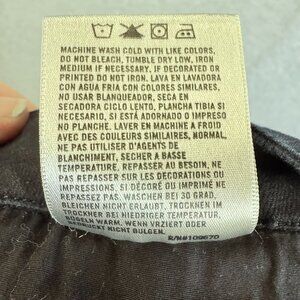 MACHINE WASH COLD WITH LIKE COLORS,
DO NOT BLEACH, TUMBLE DRY LOW, IRON
MEDIUM IF NECESSARY. IF DECORATED OR
PRINTED DO NOT IRON. LAVA EN LAVADORA
CON AGUA FRIA CON COLORES SIMILARES,
NO USAR BLANQUEADOR, SECA EN
SECADORA CICLO LENTO, PLANCHA TIBIA SI
NECESARIO, SI ESTÁ ADORNADO O IMPRESO
NO PLANCHE. LAVER EN MACHINE A FROID
AVEC DES COULEURS SIMILAIRES, NORMAL,
NE PAS UTILISER D'AGENTS DE
BLANCHIMENT, SECHER A BASSE
TEMPERATURE, REPASSER AU BESOIN, NE
PAS REPASSER SUR LES DECORATIONS OU
IMPRESSIONS, SI DÉCORÉ OU IMPRIMÉ
REPASSEZ PAS. WASCHEN BEI 30 GRAD,
BLEICHEN NICHT ERLAUBT, TROCKNEN IM
TROCKNER BEI NIEDRIGER TEMPERATUR,
BÜGELN WARM, WENN VRZIERT ODER
GEDRUCKT NICHT BULGEN.
R/N#109670